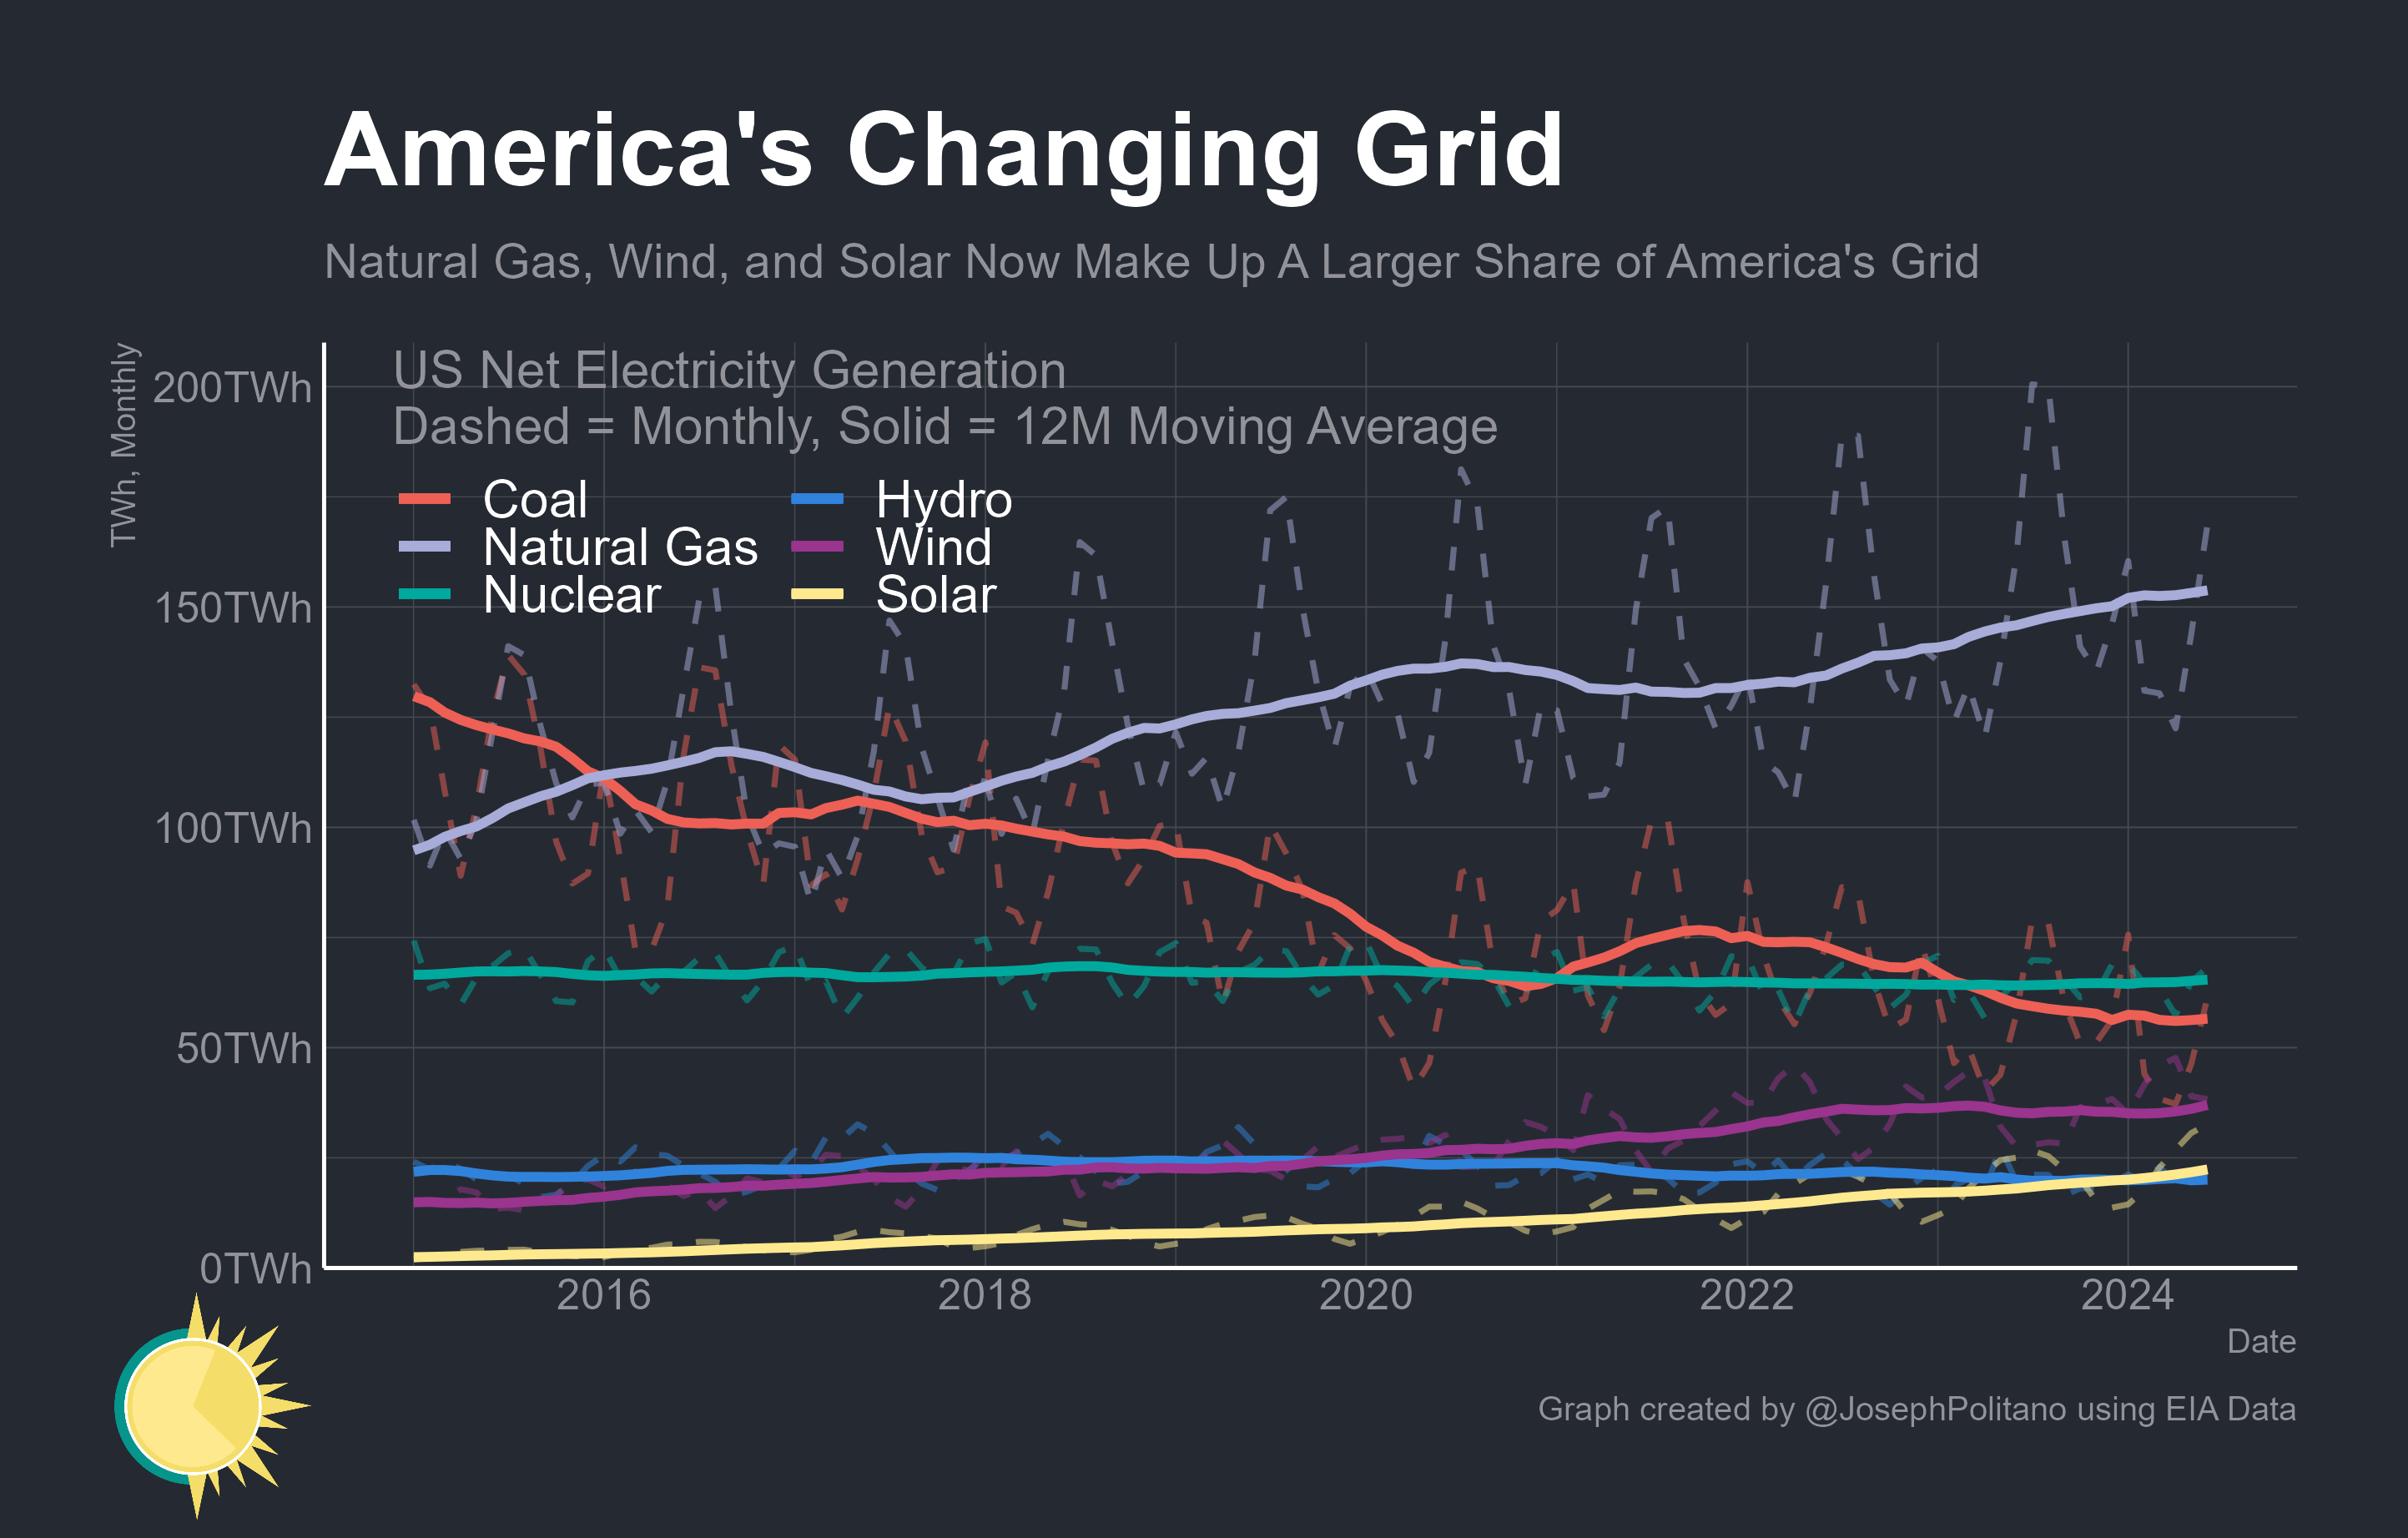 America's Changing Grid
Natural Gas, Wind, and Solar Now Make Up A Larger Share of America's Grid
TWh, Monthly
US Net Electricity Generation
Dashed = Monthly, Solid = 12M Moving Average
Coal
Natural Gas
Nuclear
Hydro
Wind
Solar
200TWh
150TWh
100TWh
50TWh
0TWh
2016 2018 2020 2022 2024
Date
Graph created by @JosephPolitano using EIA Data